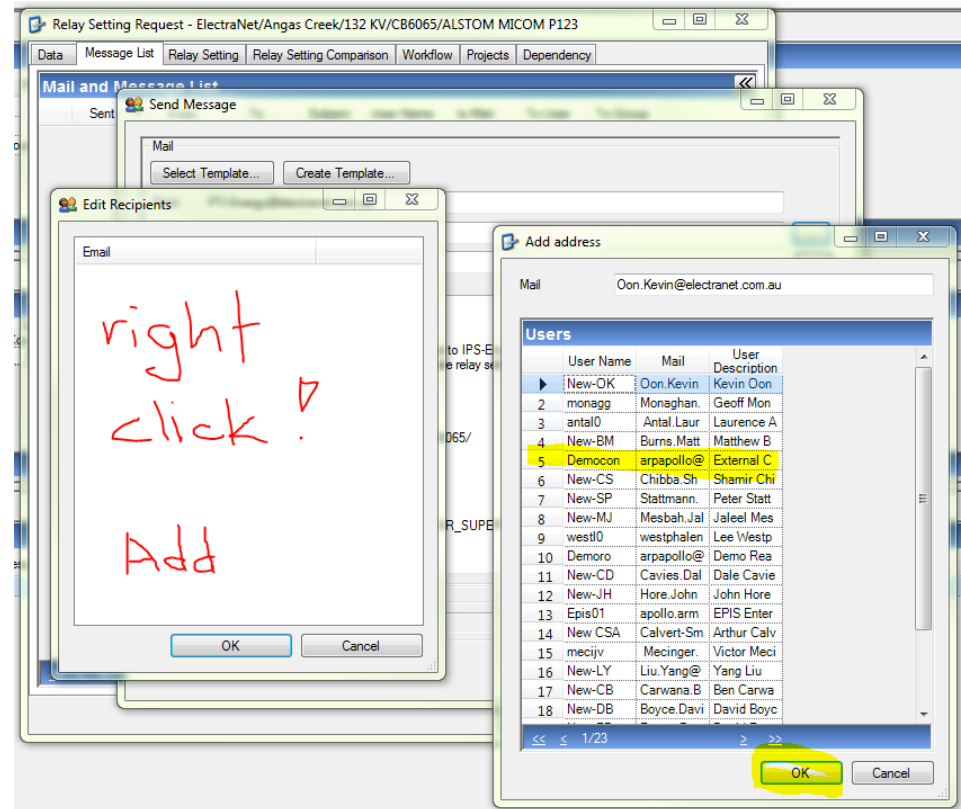 Relay Setting Request - ElectraNet/Angas Creek/132 KV/CB6065/ALSTOM MICOM P123
Data Message List Relay Setting Relay Setting Comparison Workflow Projects Dependency
Mail and Message List
Sent
Send Message
Mail
Select Template... Create Template...
Edit Recipients
Email
right
click !
Add
OK Cancel
to IPS-E
e relay se
065/
R_SUPE
Add address
Mail Oon.Kevin@electranet.com.au
Users
User Name Mail User Description
New-OK Oon.Kevin Kevin Oon
2 monagg Monaghan. Geoff Mon
3 antal0 Antal.Laur Laurence A
4 New-BM Burns.Matt Matthew B
5 Democon arpapollo@ External C
6 New-CS Chibba.Sh Shamir Chi
7 New-SP Stattmann. Peter Statt
8 New-MJ Mesbah.Jal Jaleel Mes
9 westl0 westphalen Lee Westp
10 Demoro arpapollo@ Demo Rea
11 New-CD Cavies.Dal Dale Cavie
12 New-JH Hore.John John Hore
13 Epis01 apollo.arm EPIS Enter
14 New CSA Calvert-Sm Arthur Calv
15 mecijv Mecinger. Victor Meci
16 New-LY Liu.Yang@ Yang Liu
17 New-CB Carwana.B Ben Carwa
18 New-DB Boyce.Davi David Boyc
<< < 1/23 > >>
OK Cancel